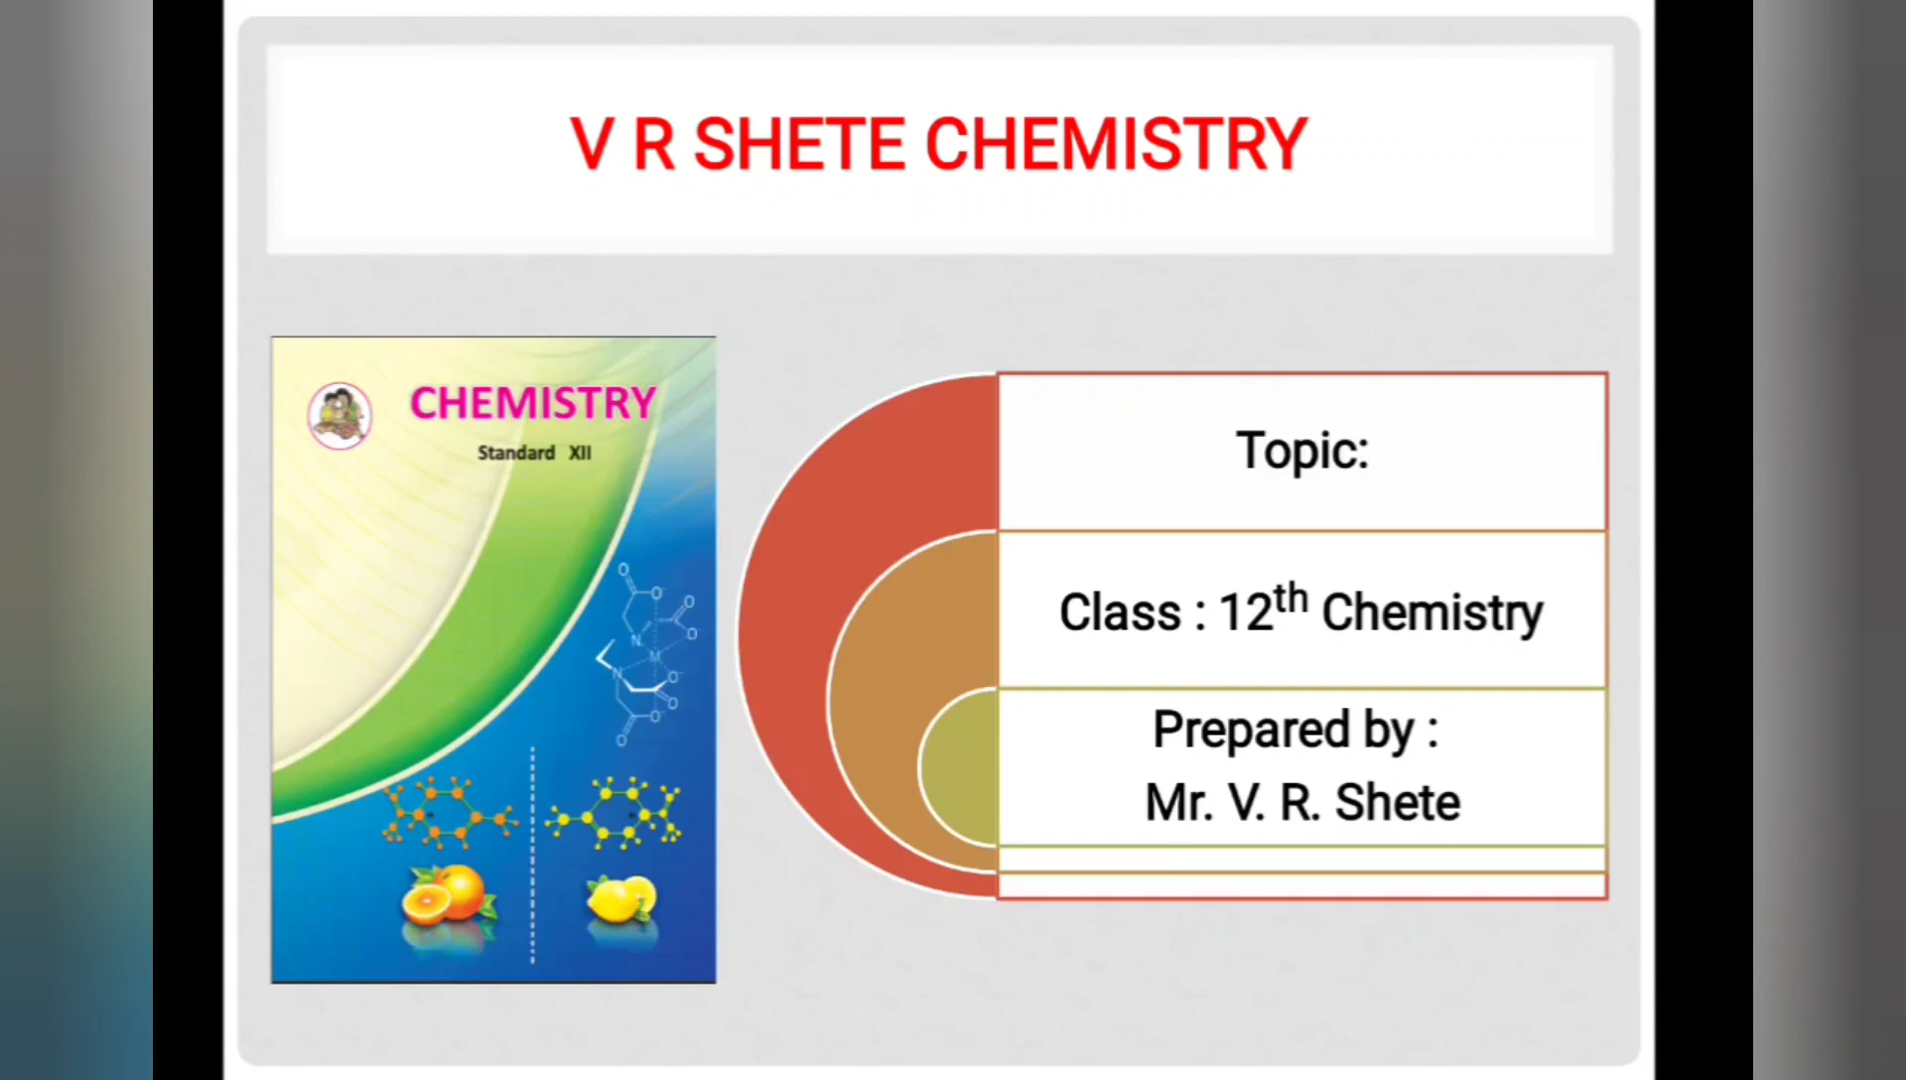 V R SHETE CHEMISTRY
CHEMISTRY
Standard XII
Topic:
Class : 12th Chemistry
Prepared by :
Mr. V. R. Shete